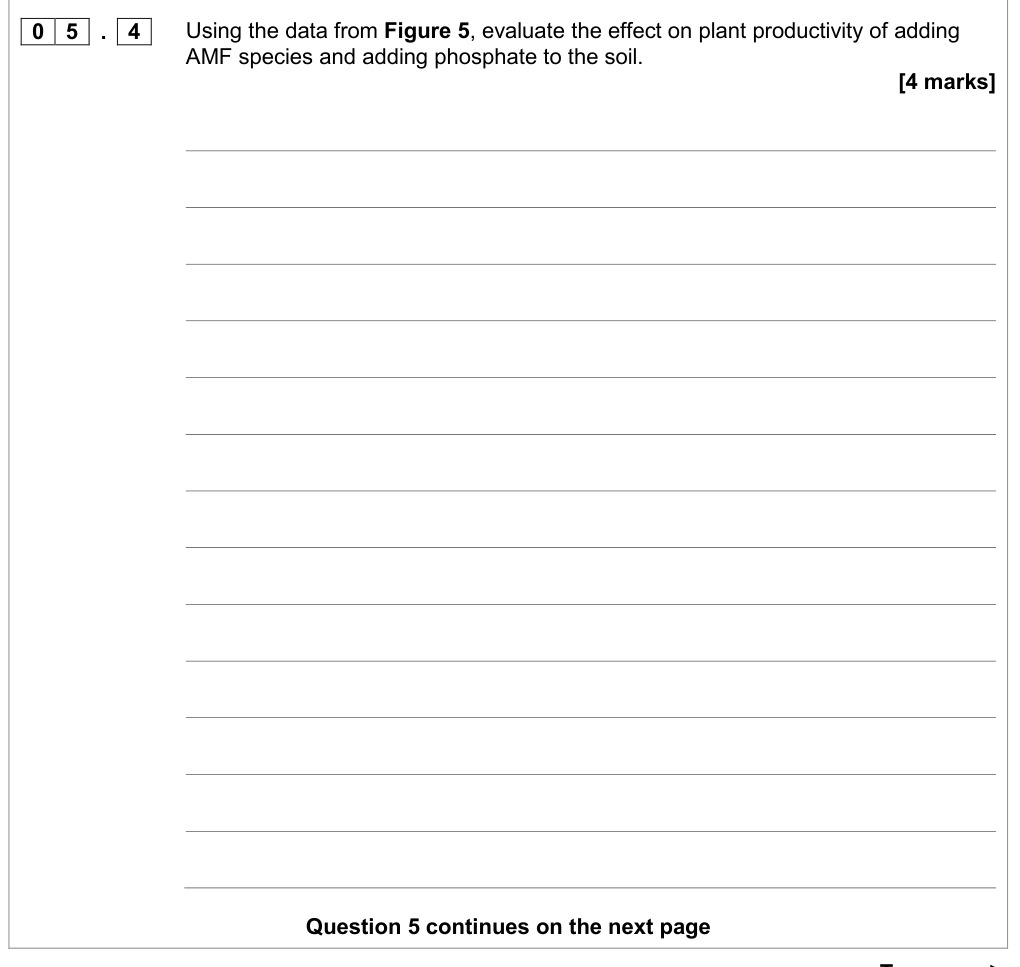 0 5 . 4 Using the data from Figure 5, evaluate the effect on plant productivity of adding
AMF species and adding phosphate to the soil.
[4 marks]
Question 5 continues on the next page